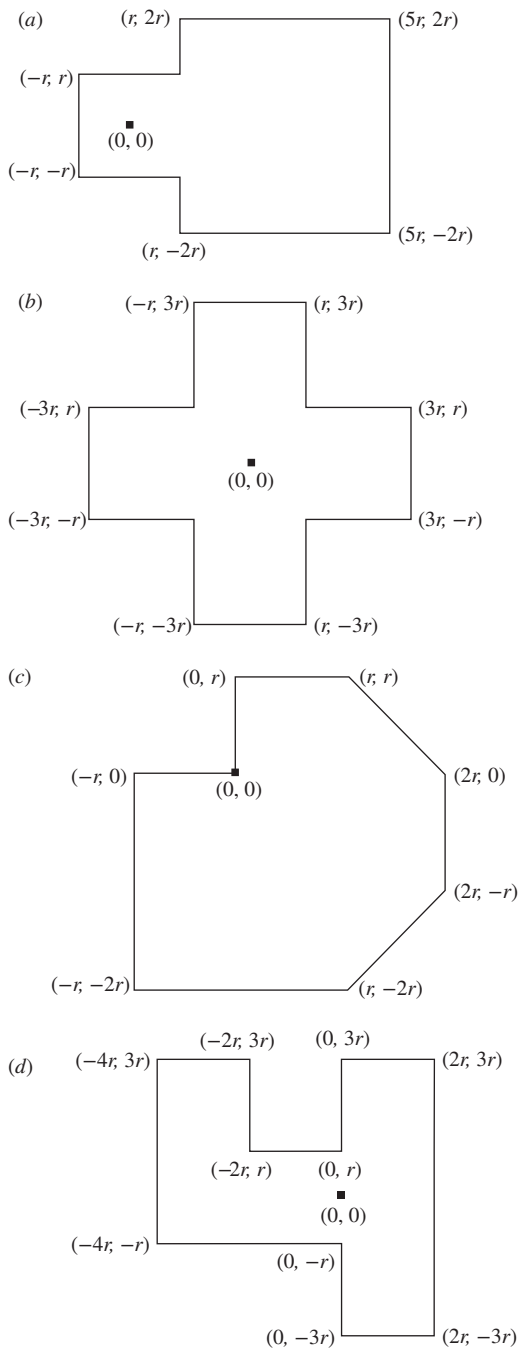 (a)
(r, 2r) (5r, 2r)
(−r, r)
(0, 0)
(−r, −r)
(r, −2r) (5r, −2r)
(b)
(−r, 3r) (r, 3r)
(−3r, r) (3r, r)
(0, 0)
(−3r, −r) (3r, −r)
(−r, −3r) (r, −3r)
(c)
(0, r) (r, r)
(−r, 0) (0, 0) (2r, 0)
(2r, −r)
(−r, −2r) (r, −2r)
(d)
(−2r, 3r) (0, 3r)
(−4r, 3r) (2r, 3r)
(−2r, r) (0, r)
(0, 0)
(−4r, −r)
(0, −r)
(0, −3r) (2r, −3r)